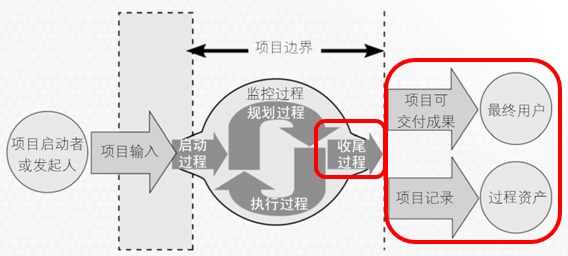 项目边界
监控过程
规划过程
项目启动者
或发起人
项目输入
启动
过程
收尾
过程
执行过程
项目可
交付成果
最终用户
项目记录
过程资产